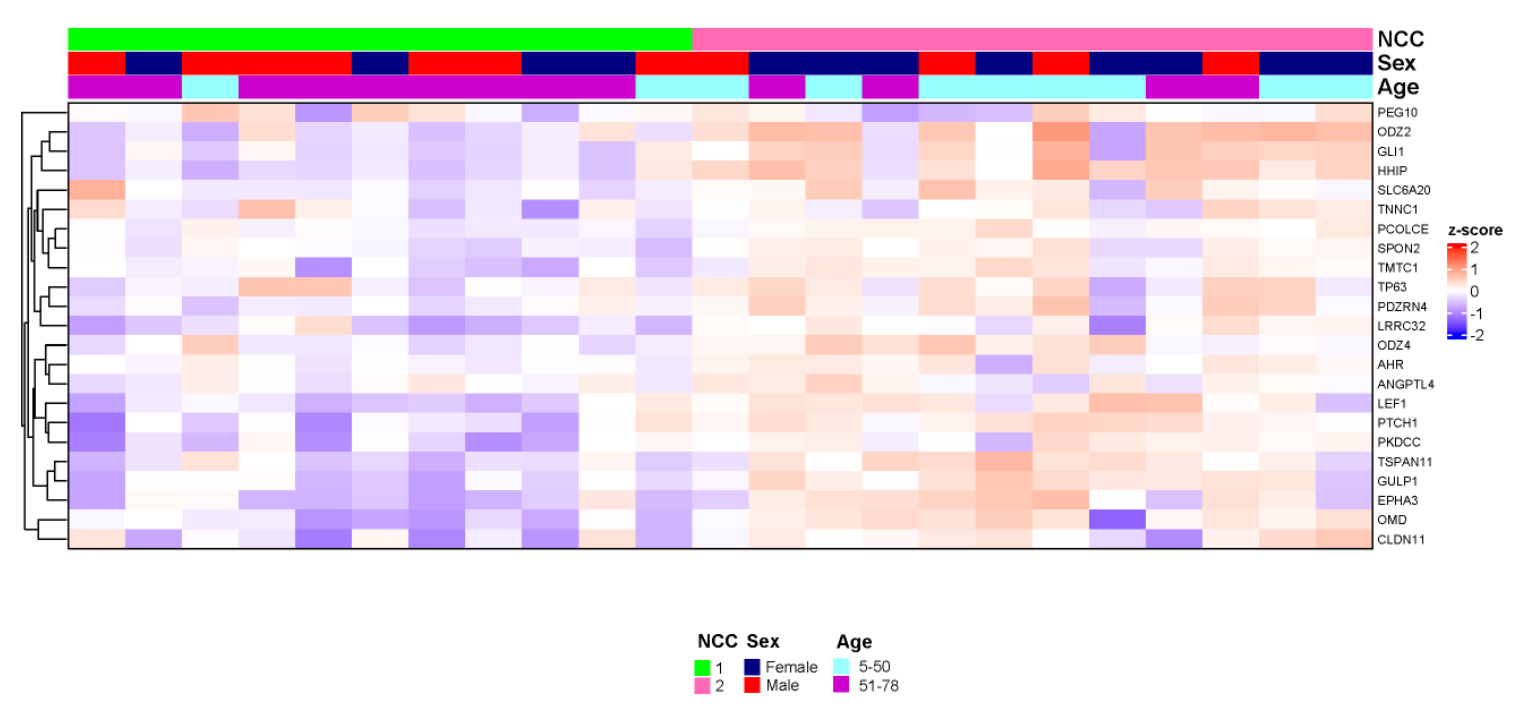 NCC
Sex
Age
PEG10
ODZ2
GLI1
HHIP
SLC6A20
TNNC1
PCOLCE
SPON2
TMTC1
TP63
PDZRN4
LRRC32
ODZ4
AHR
ANGPTL4
LEF1
PTCH1
PKDCC
TSPAN11
GULP1
EPHA3
OMD
CLDN11
z-score
2
1
0
-1
-2
NCC Sex Age
1 Female 5-50
2 Male 51-78